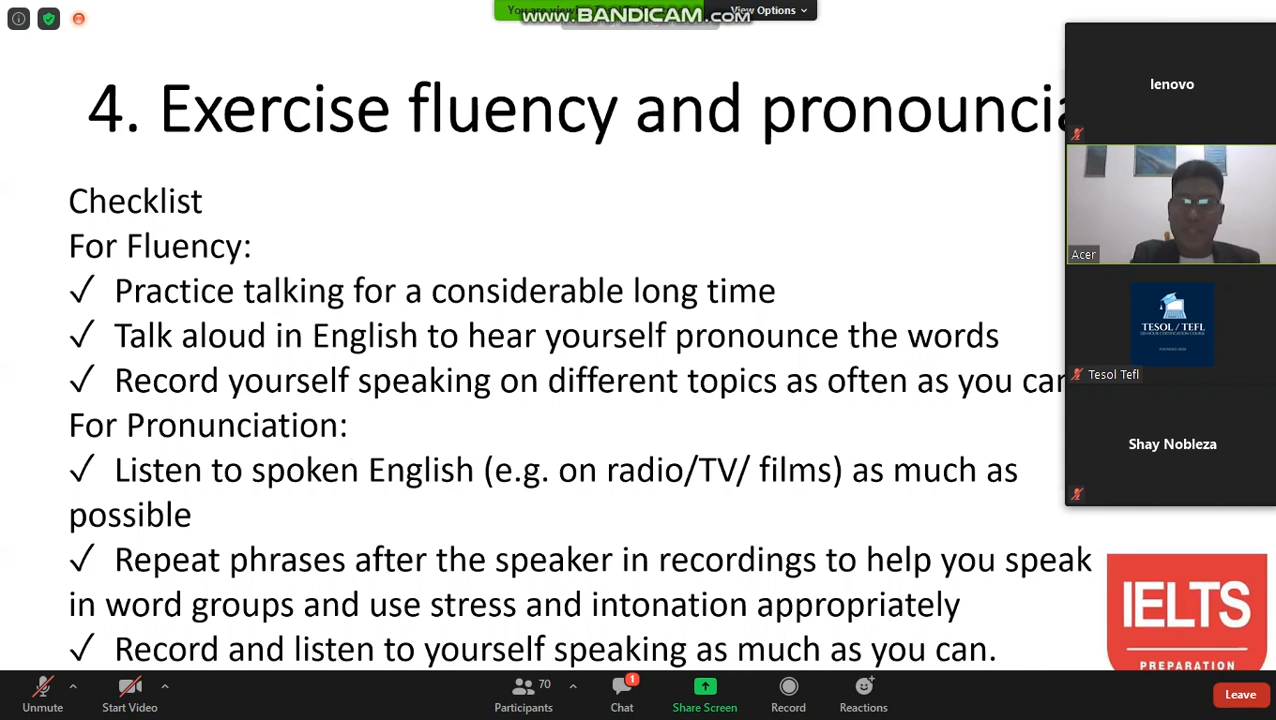 www.BANDICAM.com
View Options
4. Exercise fluency and pronouncia
Checklist
For Fluency:
✓ Practice talking for a considerable long time
✓ Talk aloud in English to hear yourself pronounce the words
✓ Record yourself speaking on different topics as often as you can
For Pronunciation:
✓ Listen to spoken English (e.g. on radio/TV/ films) as much as
possible
✓ Repeat phrases after the speaker in recordings to help you speak
in word groups and use stress and intonation appropriately
✓ Record and listen to yourself speaking as much as you can.
lenovo
Acer
TESOL / TEFL
Tesol Tefl
Shay Nobleza
IELTS
PREPARATION
Unmute
Start Video
70
Participants
1
Chat
Share Screen
Record
Reactions
Leave